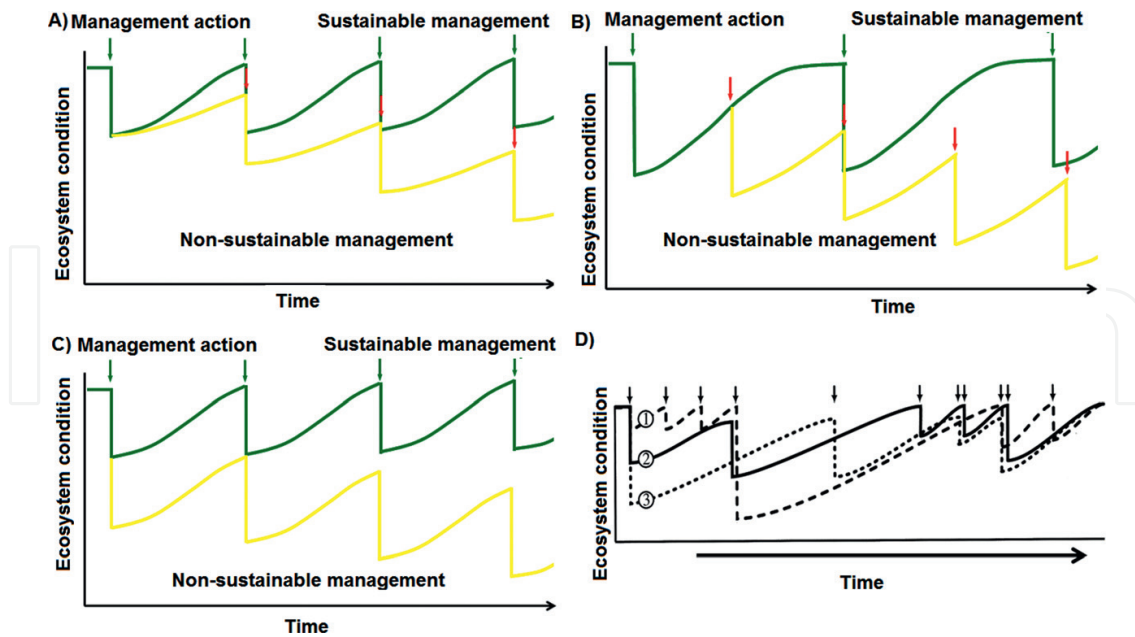 A)
Management action
Sustainable management
Ecosystem condition
Non-sustainable management
Time
B)
Management action
Sustainable management
Ecosystem condition
Non-sustainable management
Time
C)
Management action
Sustainable management
Ecosystem condition
Non-sustainable management
Time
D)
Ecosystem condition
1
2
3
Time